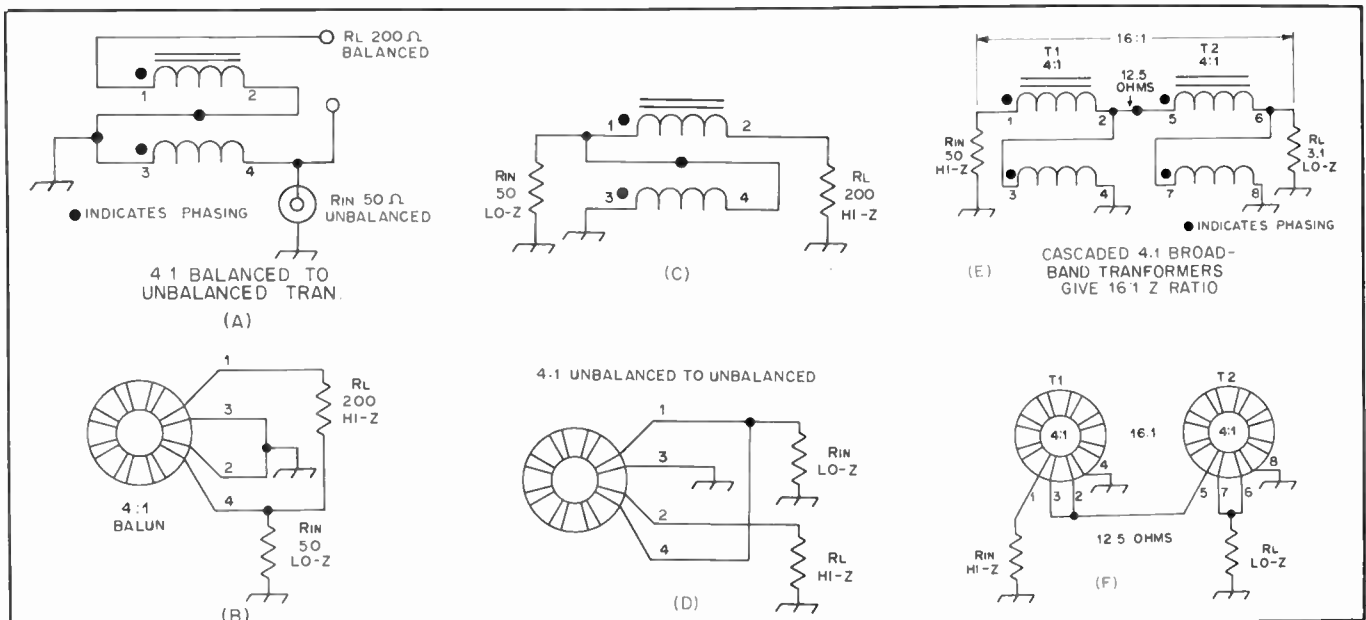 RL 200 Ω
BALANCED
1
2
3
4
RIN 50 Ω
UNBALANCED
● INDICATES PHASING
4 1 BALANCED TO
UNBALANCED TRAN.
(A)
1
2
RIN
50
LO-Z
3
4
RL
200
HI-Z
(C)
16:1
T1
4:1
T2
4:1
12.5
OHMS
1
2
5
6
RIN
50
HI-Z
RL
3.1
LO-Z
3
4
7
8
● INDICATES PHASING
(E)
CASCADED 4.1 BROAD-
BAND TRANFORMERS
GIVE 16:1 Z RATIO
1
3
2
4
RL
200
HI-Z
4:1
BALUN
RIN
50
LO-Z
(B)
4:1 UNBALANCED TO UNBALANCED
1
3
2
4
RIN
LO-Z
RL
HI-Z
(D)
T1
T2
4:1
16.1
4:1
4
8
1
3
2
5
7
6
12.5 OHMS
RIN
HI-Z
RL
LO-Z
(F)